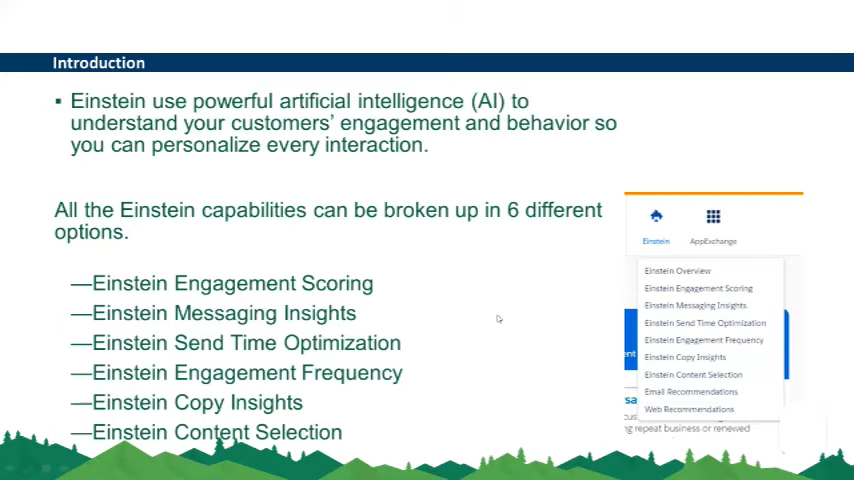 Introduction
▪ Einstein use powerful artificial intelligence (AI) to
understand your customers’ engagement and behavior so
you can personalize every interaction.
All the Einstein capabilities can be broken up in 6 different
options.
—Einstein Engagement Scoring
—Einstein Messaging Insights
—Einstein Send Time Optimization
—Einstein Engagement Frequency
—Einstein Copy Insights
—Einstein Content Selection
Einstein
AppExchange
Einstein Overview
Einstein Engagement Scoring
Einstein Messaging Insights
Einstein Send Time Optimization
Einstein Engagement Frequency
Einstein Copy Insights
Einstein Content Selection
Email Recommendations
Web Recommendations
ng repeat business or renewed